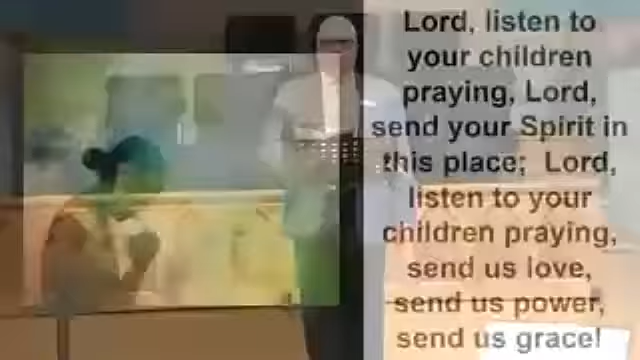 Lord, listen to
your children
praying, Lord,
send your Spirit in
this place; Lord,
listen to your
children praying,
send us love,
send us power,
send us grace!